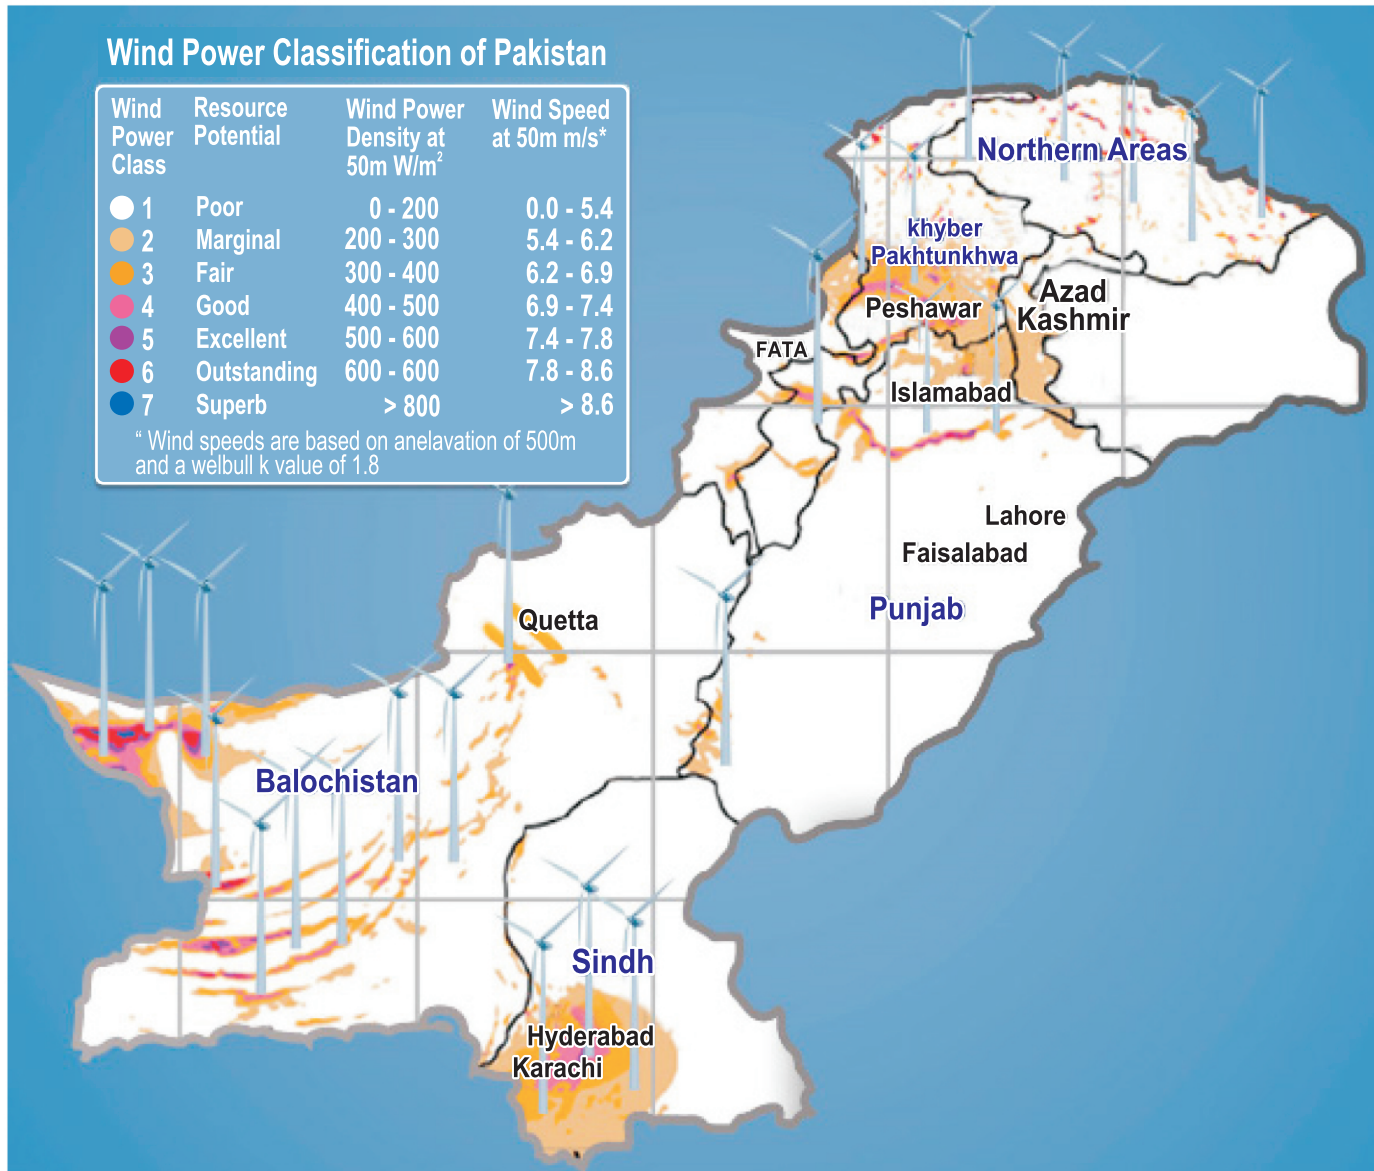 Wind Power Classification of Pakistan
Wind Power Class
Resource Potential
Wind Power Density at 50m W/m²
Wind Speed at 50m m/s*
1 Poor 0 - 200 0.0 - 5.4
2 Marginal 200 - 300 5.4 - 6.2
3 Fair 300 - 400 6.2 - 6.9
4 Good 400 - 500 6.9 - 7.4
5 Excellent 500 - 600 7.4 - 7.8
6 Outstanding 600 - 600 7.8 - 8.6
7 Superb > 800 > 8.6
“ Wind speeds are based on anelavation of 500m
and a welbull k value of 1.8
Northern Areas
khyber
Pakhtunkhwa
Azad
Kashmir
Peshawar
FATA
Islamabad
Lahore
Faisalabad
Punjab
Quetta
Balochistan
Sindh
Hyderabad
Karachi